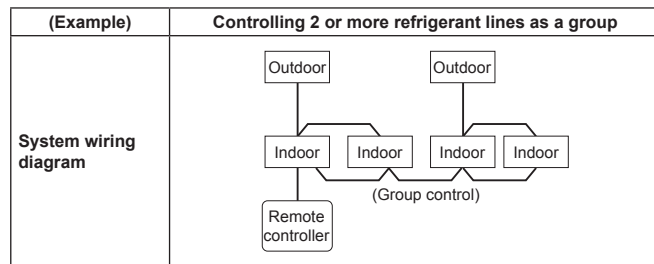 (Example)
Controlling 2 or more refrigerant lines as a group
System wiring
diagram
Outdoor
Outdoor
Indoor
Indoor
Indoor
Indoor
(Group control)
Remote
controller